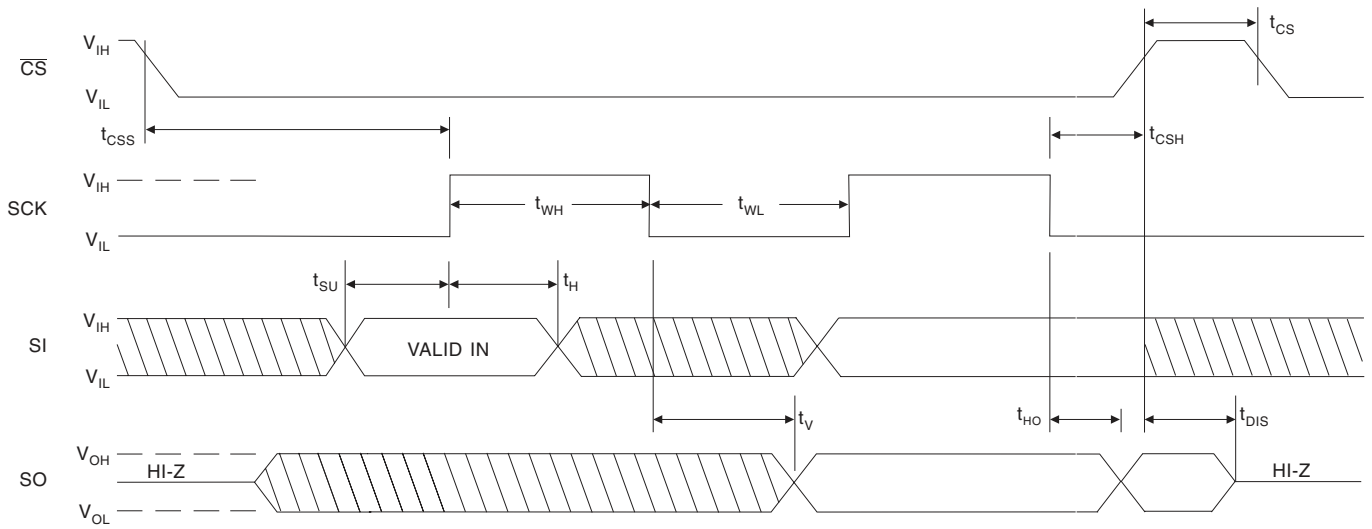 t_CS
V_IH
C̅S̅
V_IL
t_CSS
t_CSH
V_IH
SCK
t_WH
t_WL
V_IL
t_SU
t_H
V_IH
SI
VALID IN
V_IL
t_V
t_HO
t_DIS
V_OH
HI-Z
HI-Z
SO
V_OL